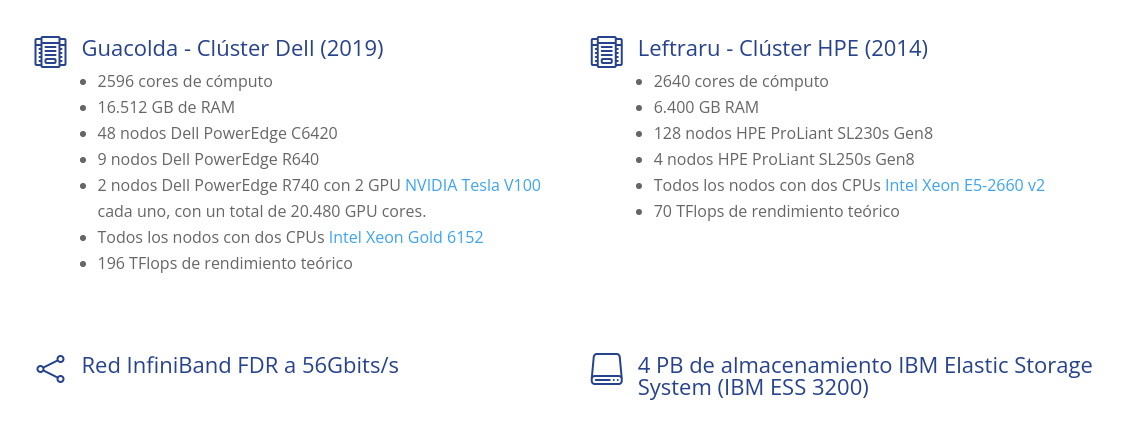 Guacolda - Clúster Dell (2019)
2596 cores de cómputo
16.512 GB de RAM
48 nodos Dell PowerEdge C6420
9 nodos Dell PowerEdge R640
2 nodos Dell PowerEdge R740 con 2 GPU NVIDIA Tesla V100
cada uno, con un total de 20.480 GPU cores.
Todos los nodos con dos CPUs Intel Xeon Gold 6152
196 TFlops de rendimiento teórico
Leftraru - Clúster HPE (2014)
2640 cores de cómputo
6.400 GB RAM
128 nodos HPE ProLiant SL230s Gen8
4 nodos HPE ProLiant SL250s Gen8
Todos los nodos con dos CPUs Intel Xeon E5-2660 v2
70 TFlops de rendimiento teórico
Red InfiniBand FDR a 56Gbits/s
4 PB de almacenamiento IBM Elastic Storage
System (IBM ESS 3200)